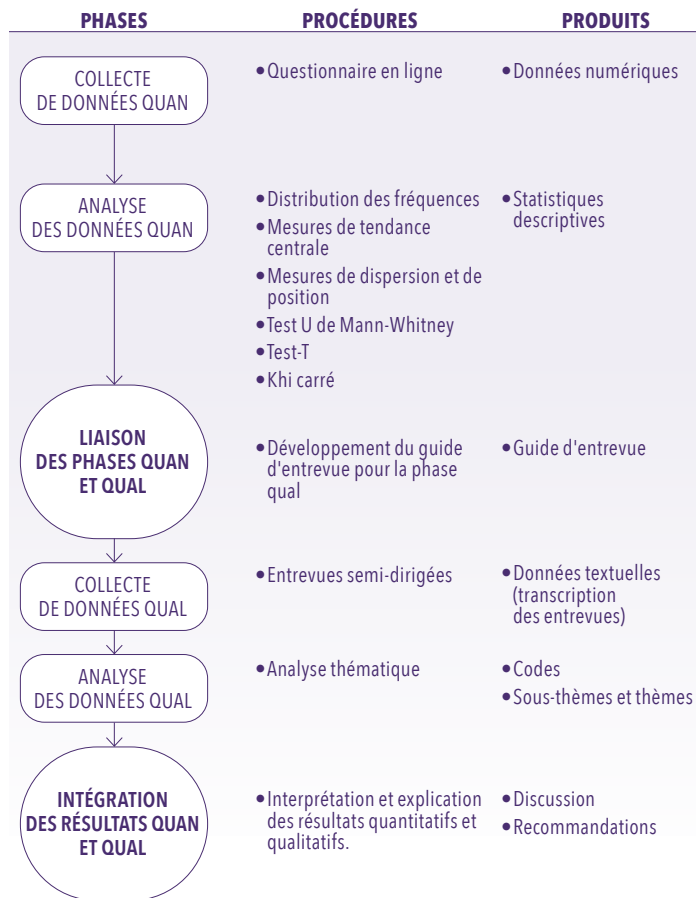 PHASES PROCÉDURES PRODUITS
COLLECTE
DE DONNÉES QUAN
•Questionnaire en ligne
•Données numériques
ANALYSE
DES DONNÉES QUAN
•Distribution des fréquences
•Mesures de tendance
centrale
•Mesures de dispersion et de
position
•Test U de Mann-Whitney
•Test-T
•Khi carré
•Statistiques
descriptives
LIAISON
DES PHASES QUAN
ET QUAL
•Développement du guide
d'entrevue pour la phase
qual
•Guide d'entrevue
COLLECTE
DE DONNÉES QUAL
•Entrevues semi-dirigées
•Données textuelles
(transcription
des entrevues)
ANALYSE
DES DONNÉES QUAL
•Analyse thématique
•Codes
•Sous-thèmes et thèmes
INTÉGRATION
DES RÉSULTATS QUAN
ET QUAL
•Interprétation et explication
des résultats quantitatifs et
qualitatifs.
•Discussion
•Recommandations